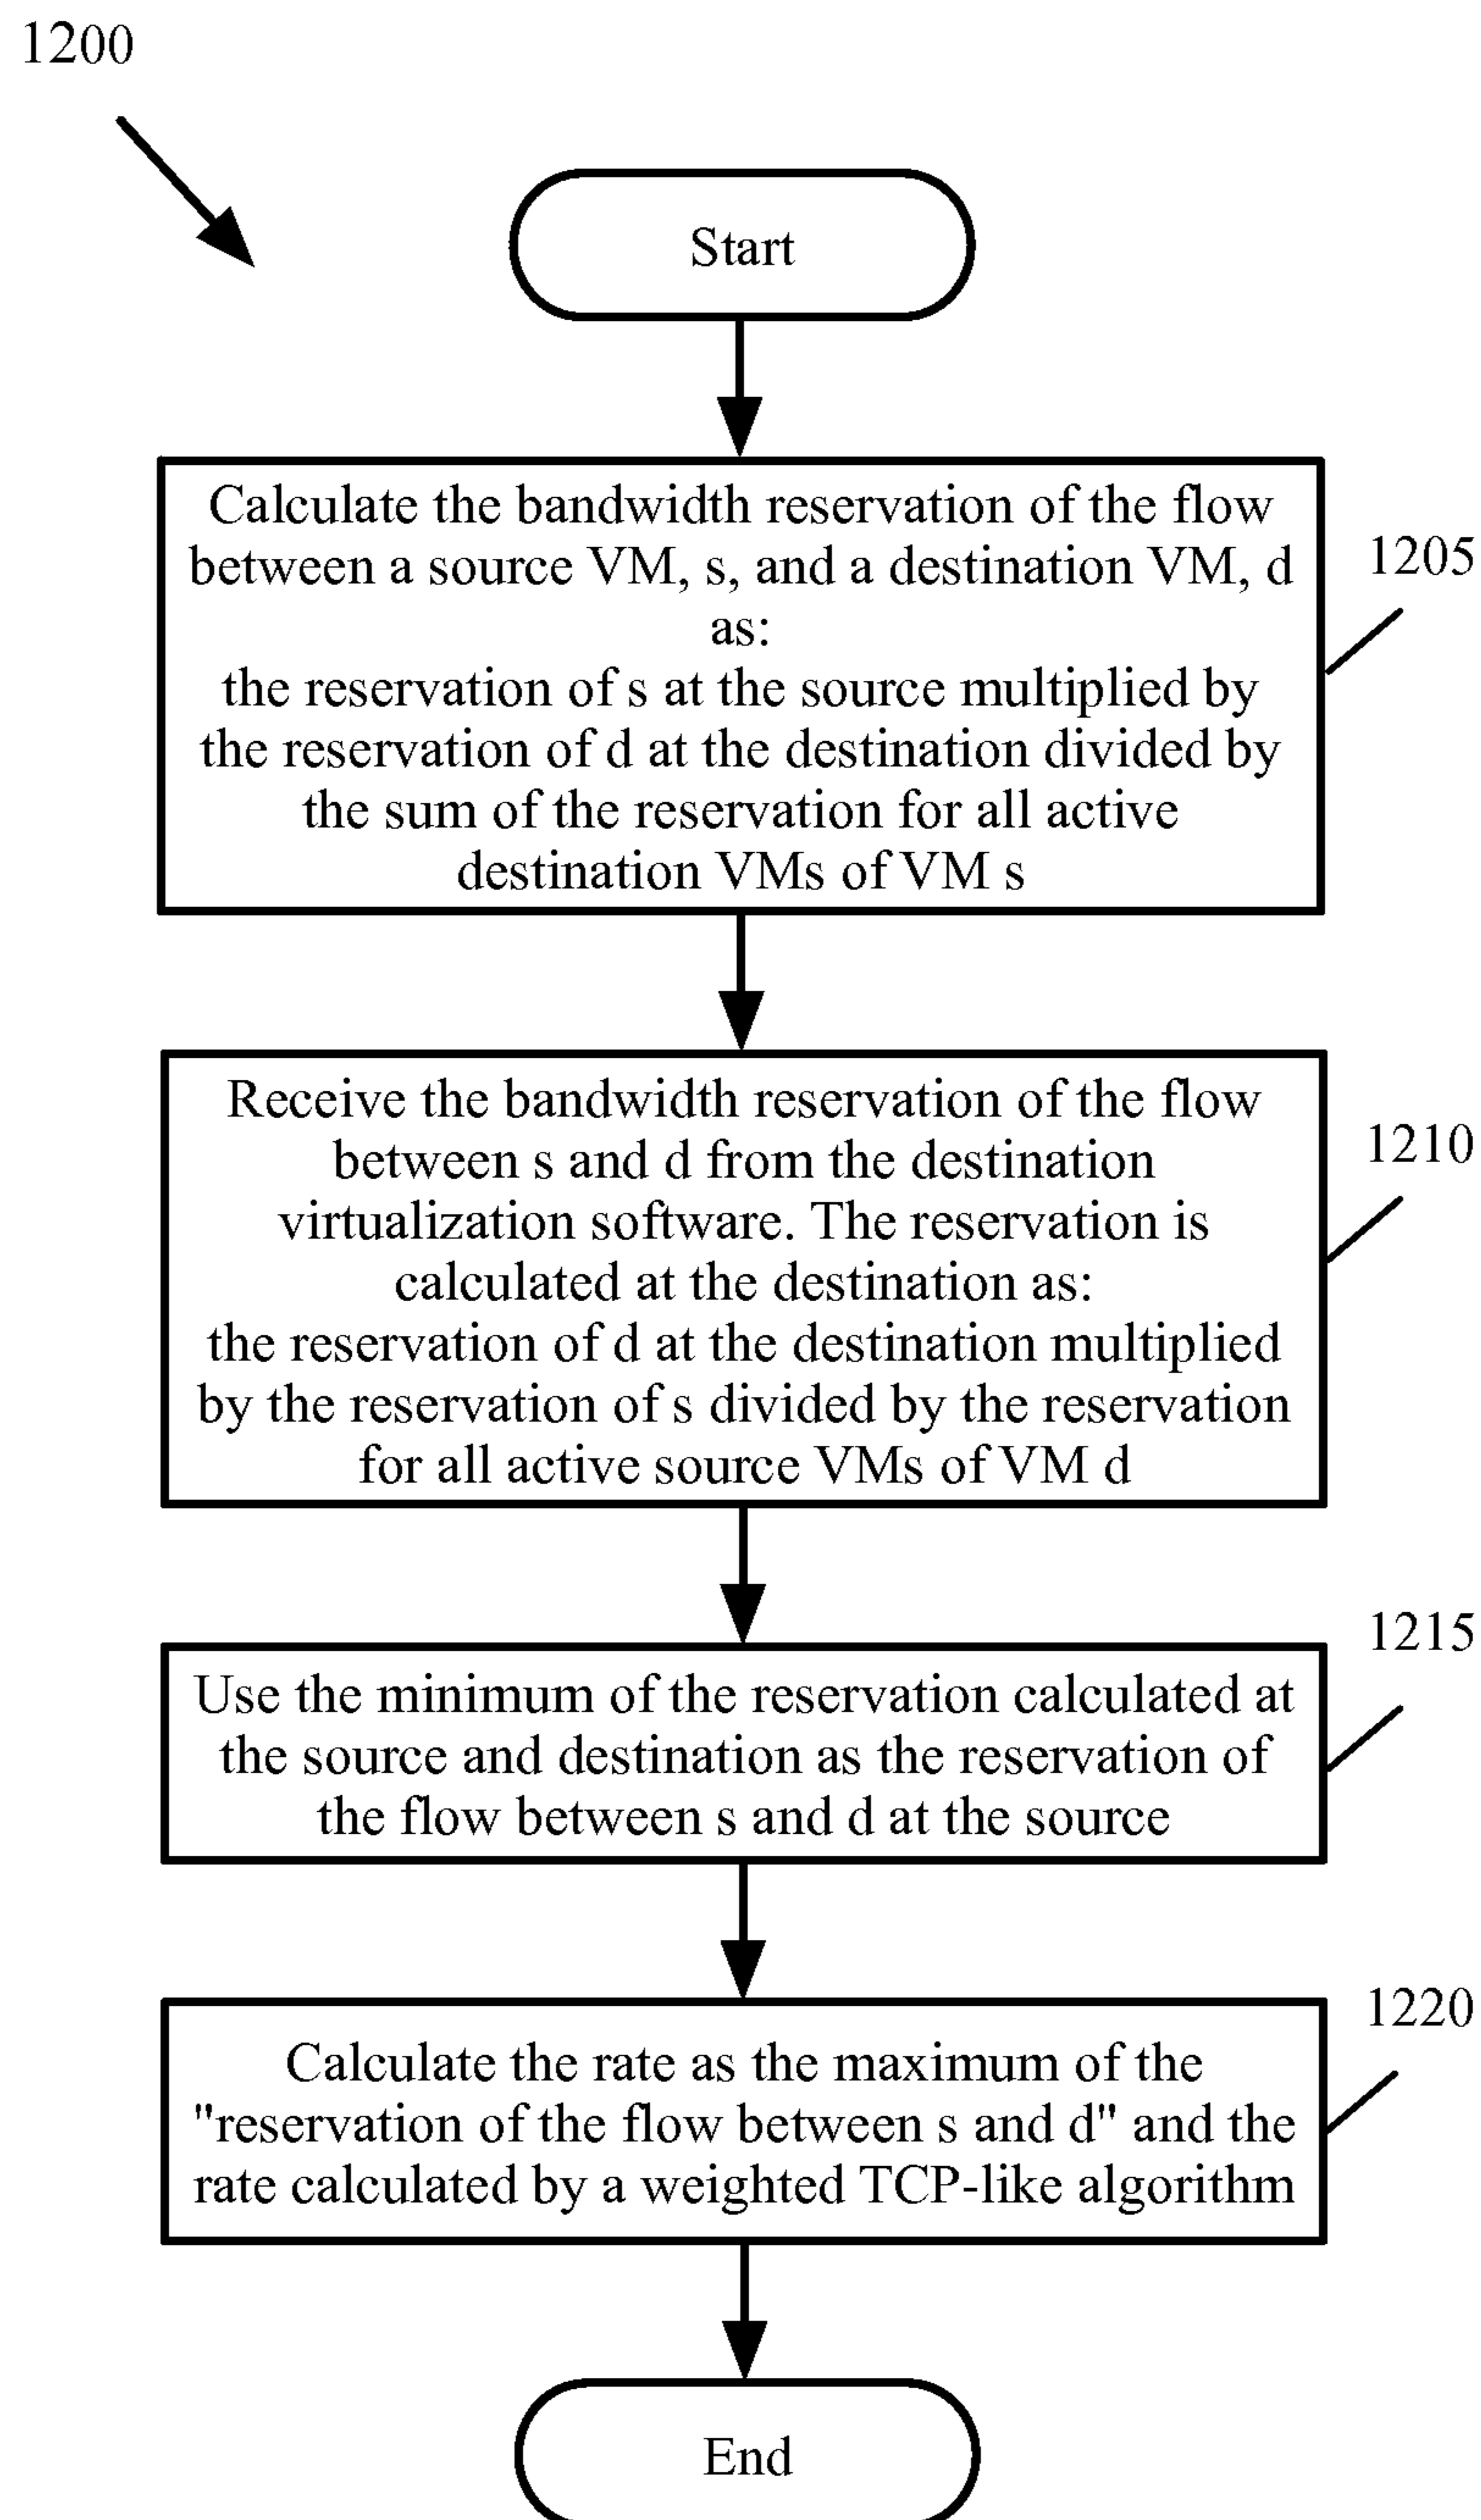 1200
Start
Calculate the bandwidth reservation of the flow
between a source VM, s, and a destination VM, d
as:
the reservation of s at the source multiplied by
the reservation of d at the destination divided by
the sum of the reservation for all active
destination VMs of VM s
1205
Receive the bandwidth reservation of the flow
between s and d from the destination
virtualization software. The reservation is
calculated at the destination as:
the reservation of d at the destination multiplied
by the reservation of s divided by the reservation
for all active source VMs of VM d
1210
Use the minimum of the reservation calculated at
the source and destination as the reservation of
the flow between s and d at the source
1215
Calculate the rate as the maximum of the
"reservation of the flow between s and d" and the
rate calculated by a weighted TCP-like algorithm
1220
End